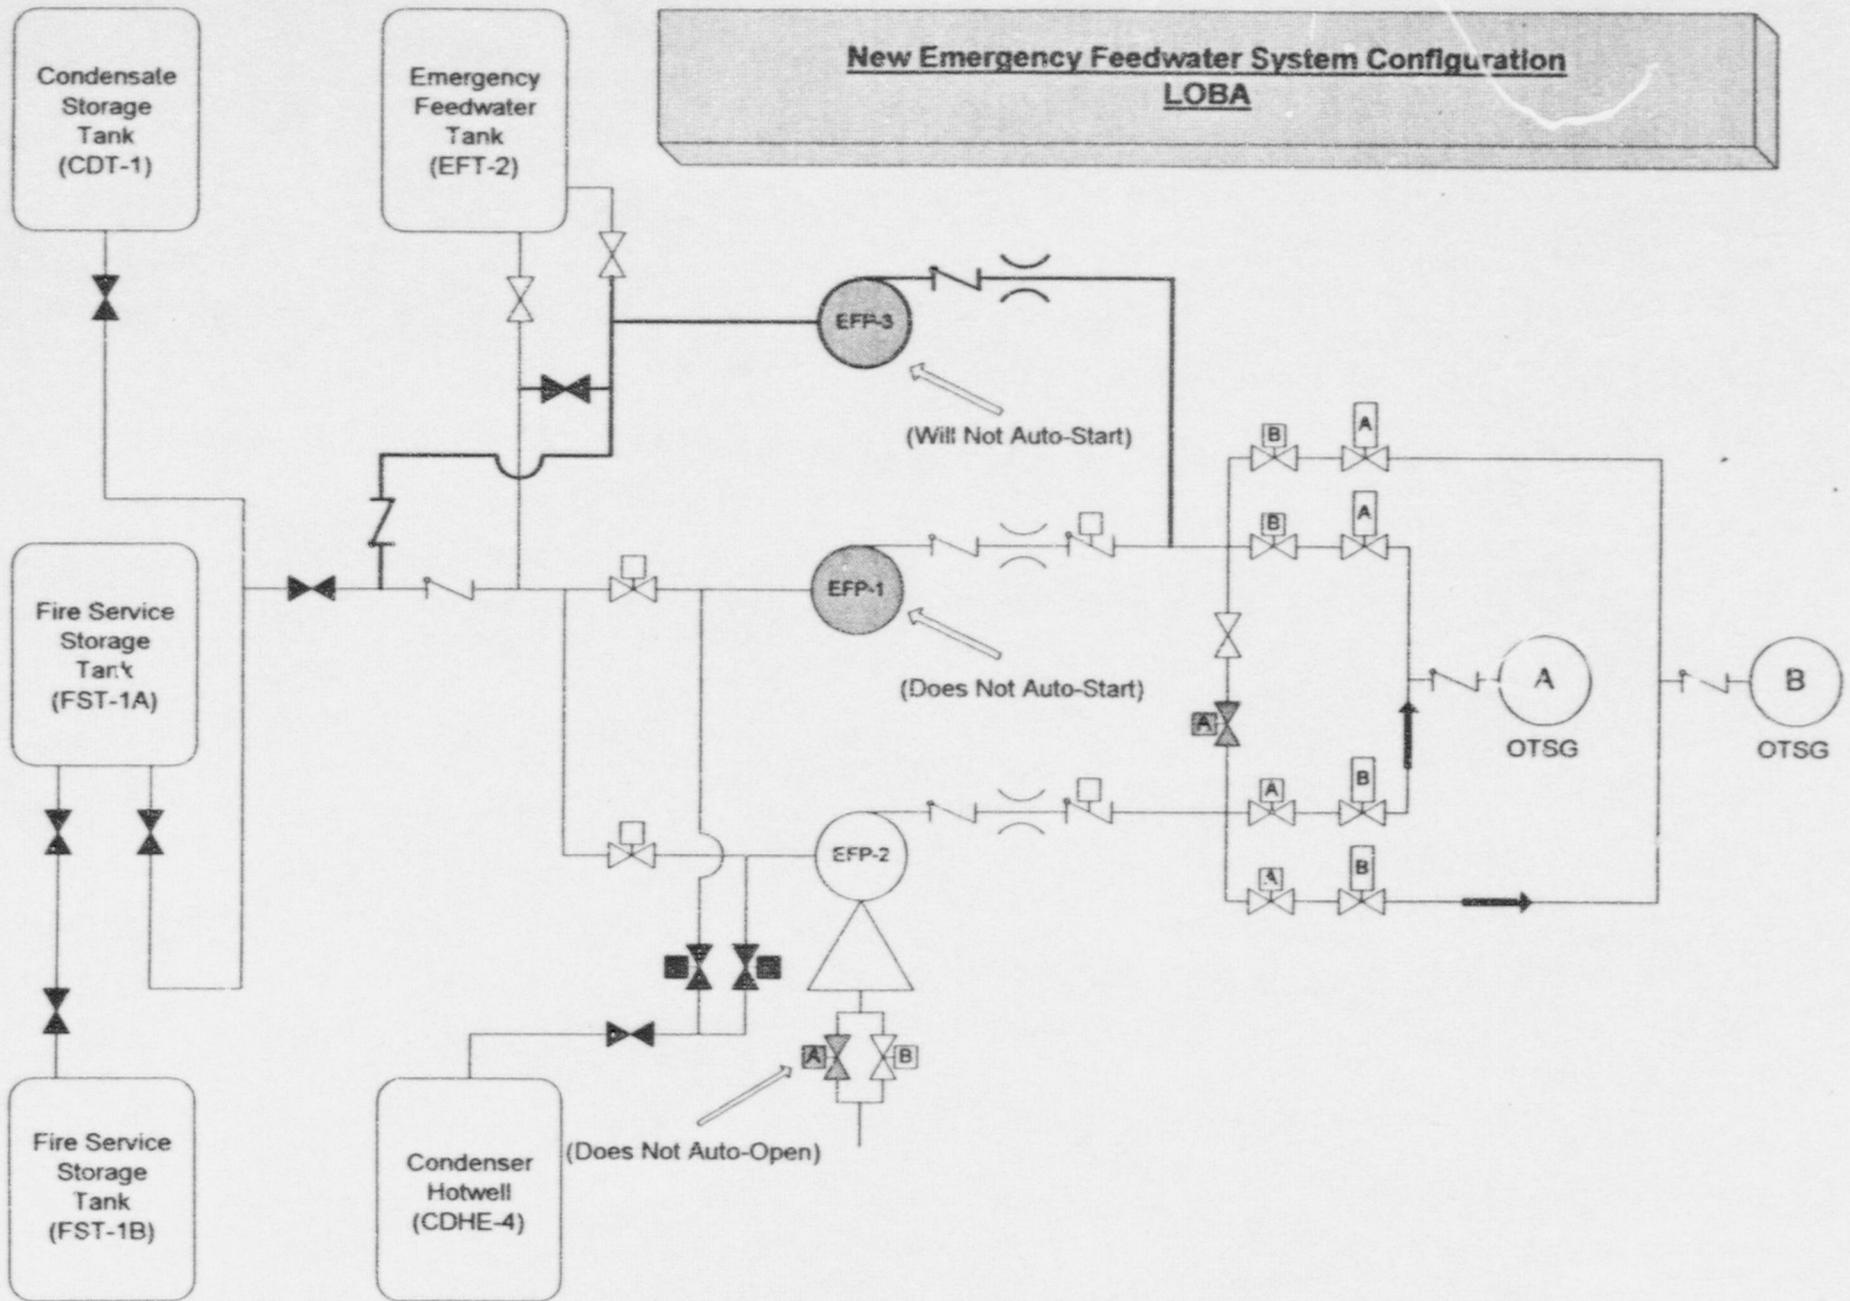 New Emergency Feedwater System Configuration
LOBA
Condensate
Storage
Tank
(CDT-1)
Emergency
Feedwater
Tank
(EFT-2)
EFP-3
(Will Not Auto-Start)
B
A
B
A
EFP-1
(Does Not Auto-Start)
Fire Service
Storage
Tank
(FST-1A)
A
OTSG
B
OTSG
A
A
B
EFP-2
A
B
A
B
(Does Not Auto-Open)
Fire Service
Storage
Tank
(FST-1B)
Condenser
Hotwell
(CDHE-4)